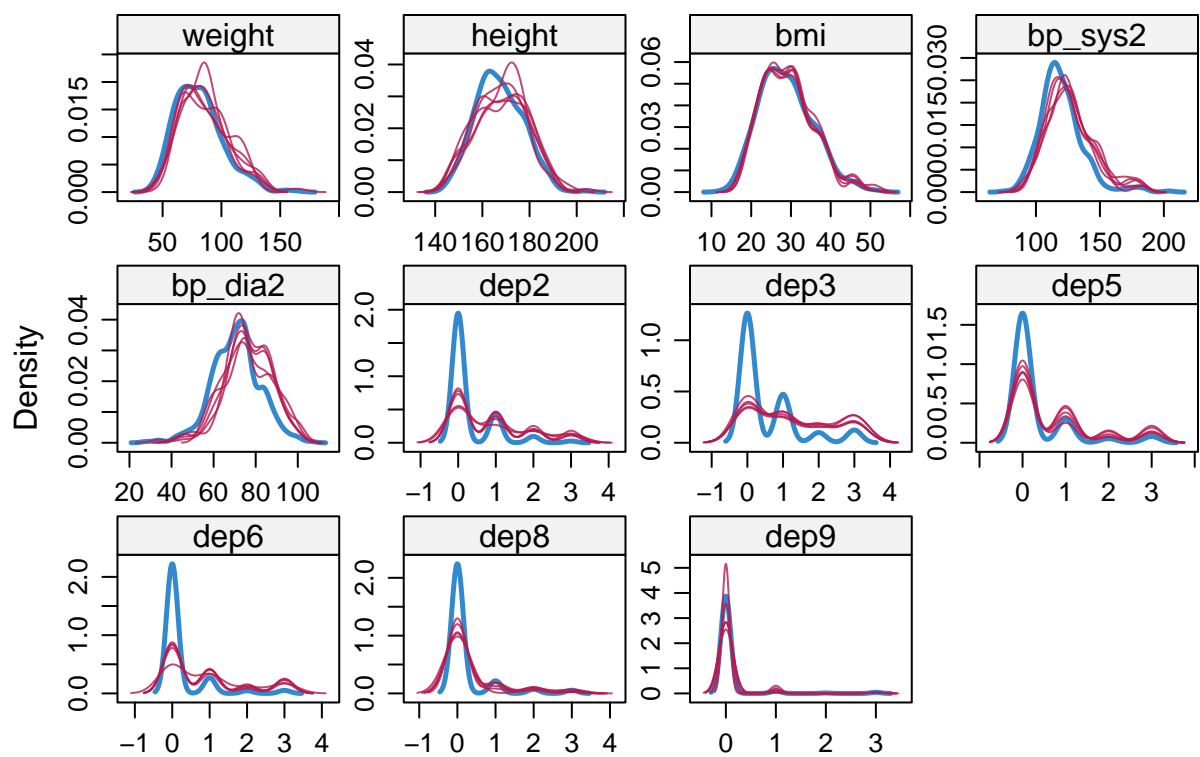 weight height bmi bp_sys2
0.000 0.015
50 100 150
0.00 0.02 0.04
140 160 180 200
0.00 0.03 0.06
10 20 30 40 50
0.000 0.015 0.030
100 150 200
bp_dia2 dep2 dep3 dep5
0.00 0.02 0.04
20 40 60 80 100
0.0 1.0 2.0
−1 0 1 2 3 4
0.0 0.5 1.0
−1 0 1 2 3 4
0.0 0.5 1.0 1.5
0 1 2 3
dep6 dep8 dep9
0.0 1.0 2.0
−1 0 1 2 3 4
0.0 1.0 2.0
−1 0 1 2 3 4
0 1 2 3 4 5
0 1 2 3
Density